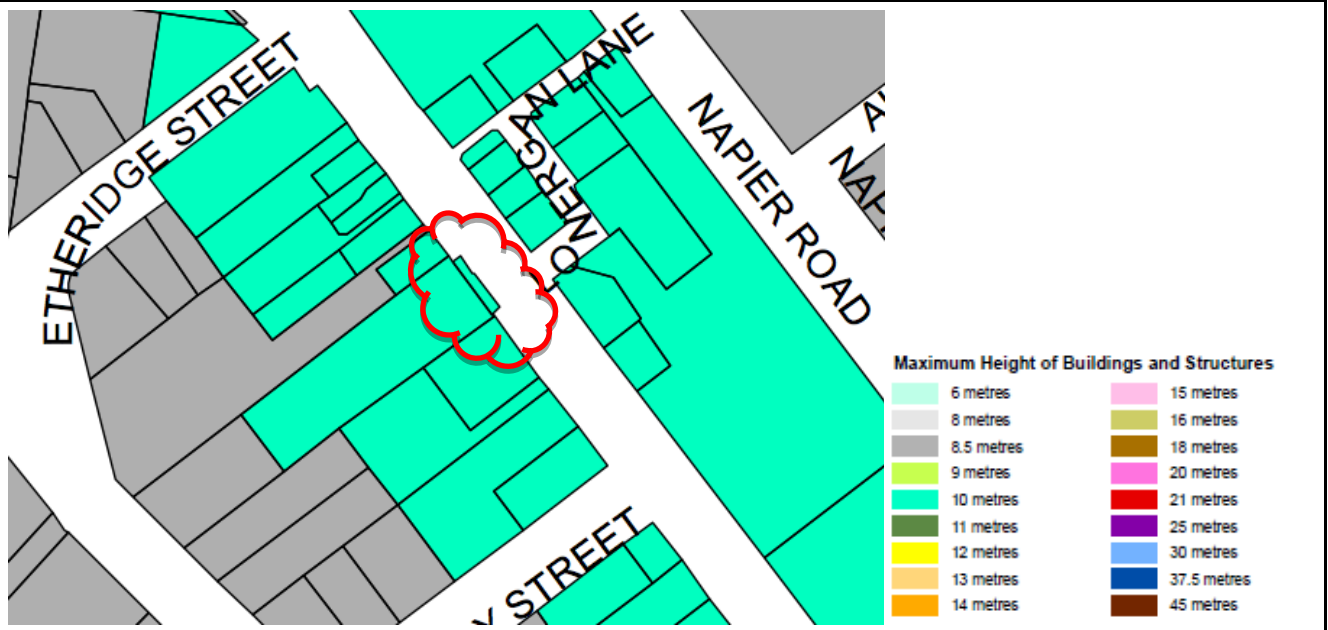 ETHERIDGE STREET
LOMERGAN LANE
NAPIER ROAD
NAP
Y STREET
Maximum Height of Buildings and Structures
6 metres
8 metres
8.5 metres
9 metres
10 metres
11 metres
12 metres
13 metres
14 metres
15 metres
16 metres
18 metres
20 metres
21 metres
25 metres
30 metres
37.5 metres
45 metres